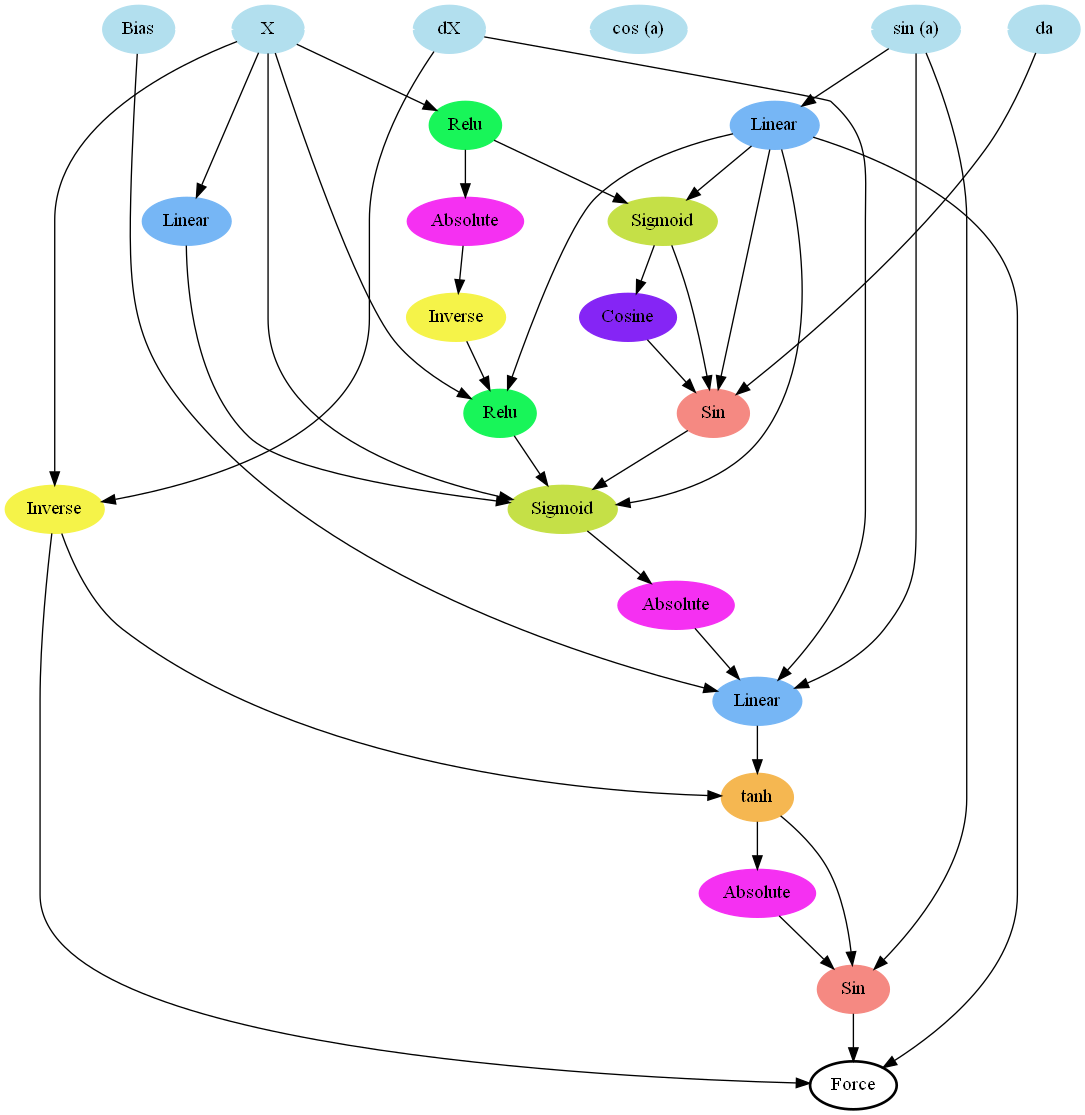 Bias
X
dX
cos (a)
sin (a)
da
Relu
Linear
Linear
Absolute
Sigmoid
Inverse
Cosine
Relu
Sin
Inverse
Sigmoid
Absolute
Linear
tanh
Absolute
Sin
Force